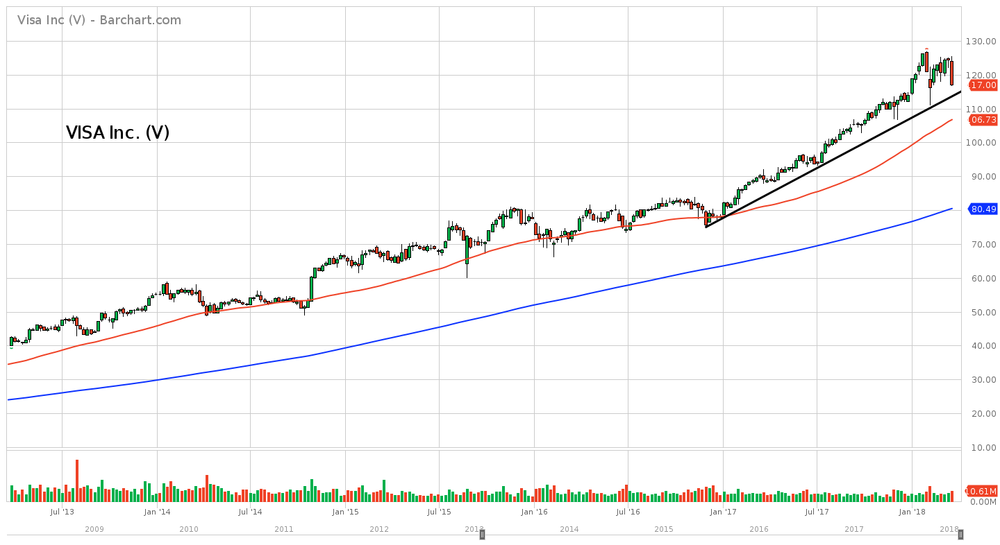 Visa Inc (V) - Barchart.com
VISA Inc. (V)
130.00
120.00
17.00
110.00
06.73
100.00
90.00
80.49
70.00
60.00
50.00
40.00
30.00
20.00
10.00
0.61M
0.00M
Jul '13
Jan '14
Jul '14
Jan '15
Jul '15
Jan '16
Jul '16
Jan '17
Jul '17
Jan '18
2009
2010
2011
2012
2013
2014
2015
2016
2017
2018